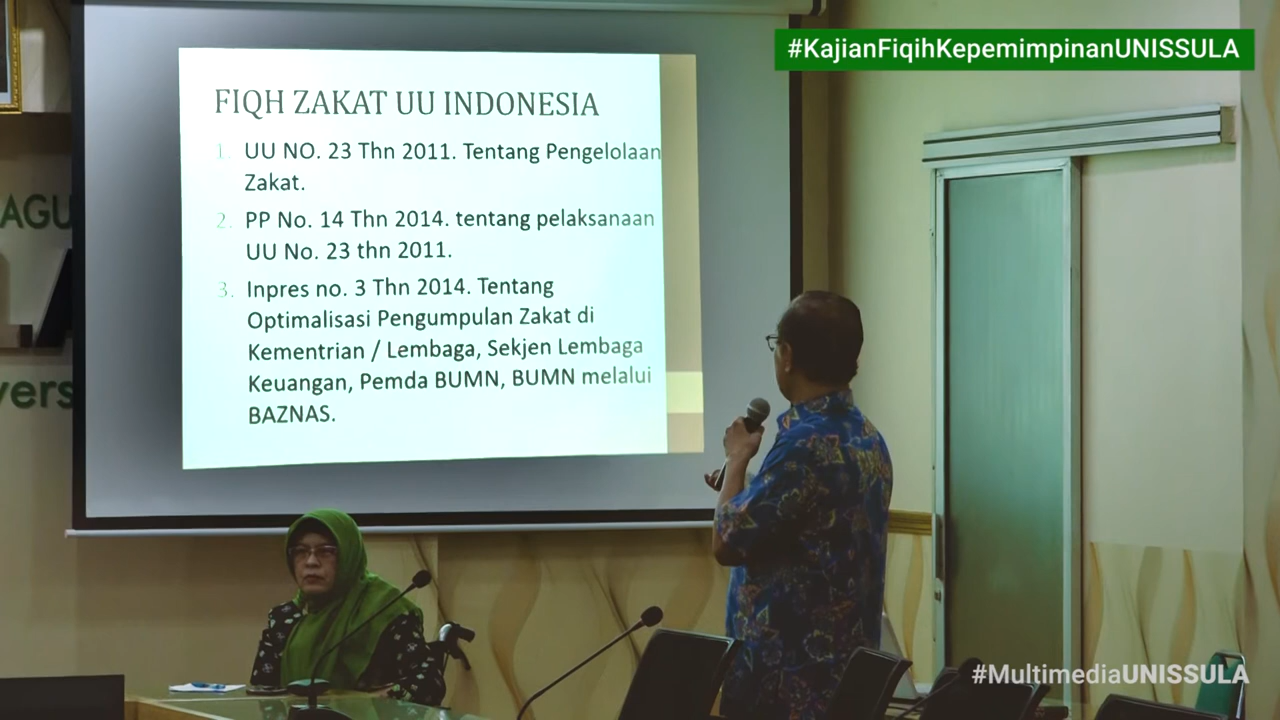 #KajianFiqihKepemimpinanUNISSULA
FIQH ZAKAT UU INDONESIA
1. UU NO. 23 Thn 2011. Tentang Pengelolaan
Zakat.
2. PP No. 14 Thn 2014. tentang pelaksanaan
UU No. 23 thn 2011.
3. Inpres no. 3 Thn 2014. Tentang
Optimalisasi Pengumpulan Zakat di
Kementrian / Lembaga, Sekjen Lembaga
Keuangan, Pemda BUMN, BUMN melalui
BAZNAS.
AGU
vers
#MultimediaUNISSULA